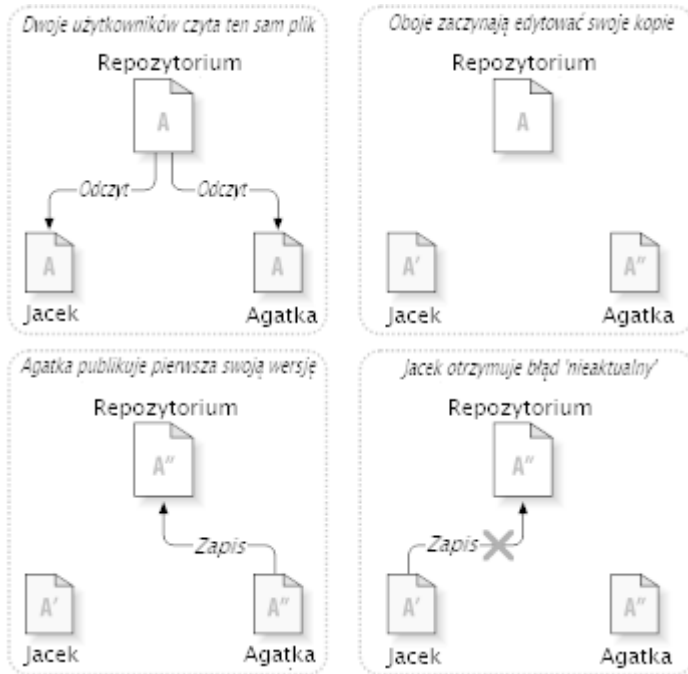 Dwoje użytkowników czyta ten sam plik
Repozytorium
A
Odczyt Odczyt
A A
Jacek Agatka
Oboje zaczynają edytować swoje kopie
Repozytorium
A
A' A"
Jacek Agatka
Agatka publikuje pierwsza swoją wersję
Repozytorium
A"
Zapis
A' A"
Jacek Agatka
Jacek otrzymuje błąd 'nieaktualny'
Repozytorium
A"
Zapis
A' A"
Jacek Agatka